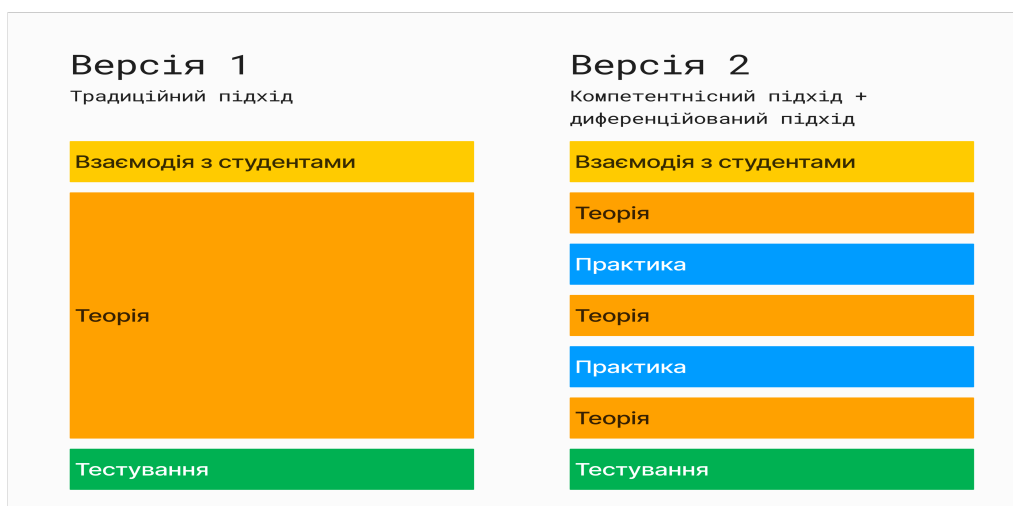 Версія 1
Традиційний підхід
Взаємодія з студентами
Теорія
Тестування
Версія 2
Компетентнісний підхід +
диференційований підхід
Взаємодія з студентами
Теорія
Практика
Теорія
Практика
Теорія
Тестування